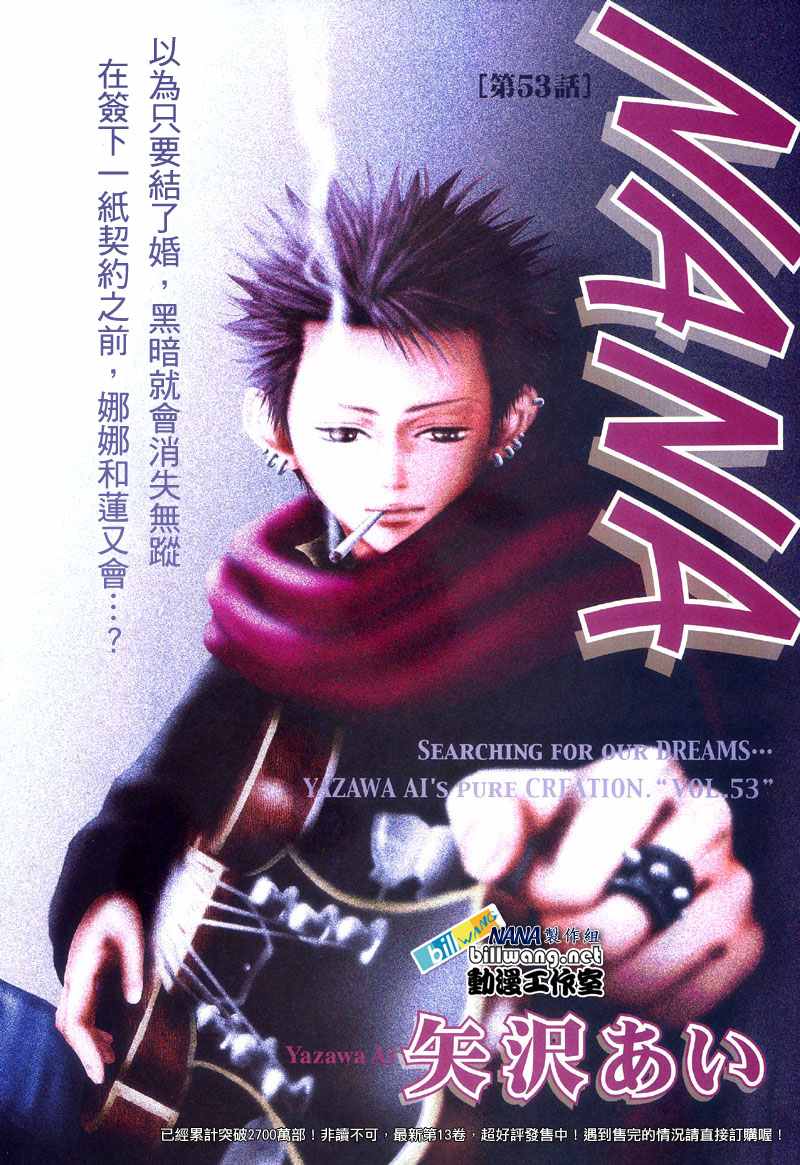 NANA
[第53話]
以為只要結了婚，黑暗就會消失無蹤
在簽下一紙契約之前，娜娜和蓮又會…？
SEARCHING FOR OUR DREAMS…
YAZAWA AI'S PURE CREATION. “VOL.53”
bilwang
NANA製作組
billwang.net
動漫工作室
Yazawa Ai
矢沢あい
已經累計突破2700萬部！非讀不可，最新第13卷，超好評發售中！遇到售完的情況請直接訂購喔！